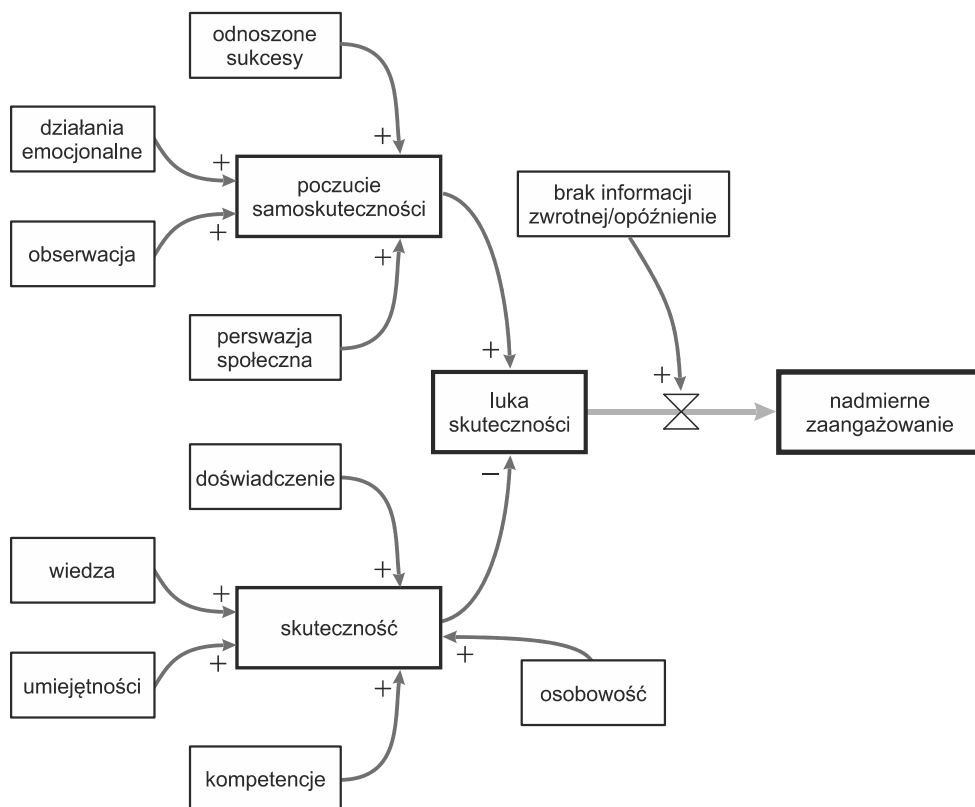 odnoszone
sukcesy
+
działania
emocjonalne
+
poczucie
samoskuteczności
brak informacji
zwrotnej/opóźnienie
obserwacja
+
+
perswazja
społeczna
+
+
luka
skuteczności
nadmierne
zaangażowanie
doświadczenie
–
+
wiedza
+
skuteczność
umiejętności
+
+
+
osobowość
kompetencje